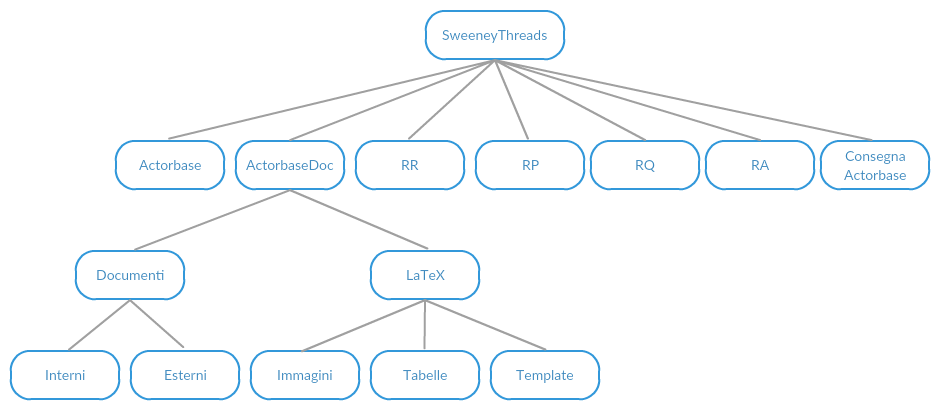 SweeneyThreads
Actorbase
ActorbaseDoc
RR
RP
RQ
RA
Consegna
Actorbase
Documenti
LaTeX
Interni
Esterni
Immagini
Tabelle
Template